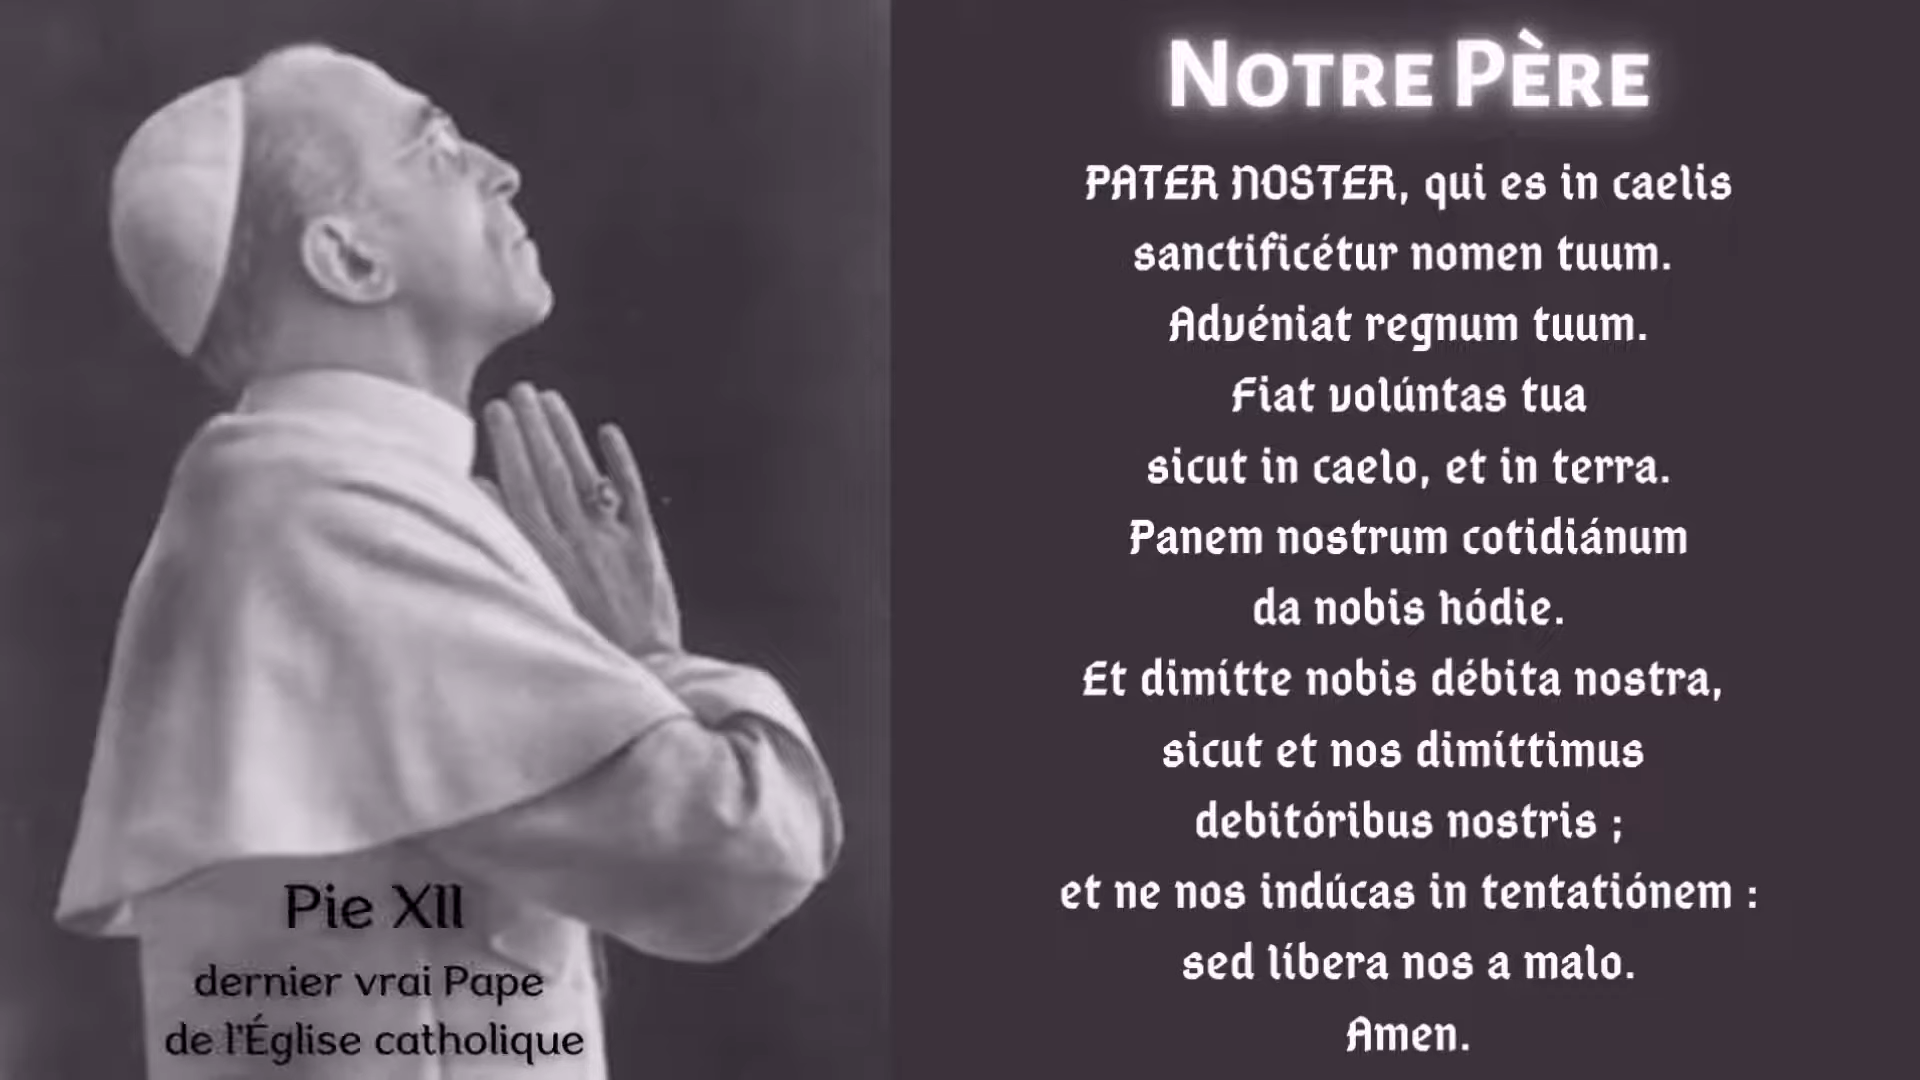 Notre Père
PATER NOSTER, qui es in caelis
sanctificétur nomen tuum.
Advéniat regnum tuum.
Fiat volúntas tua
sicut in caelo, et in terra.
Panem nostrum cotidiánum
da nobis hódie.
Et dimítte nobis débita nostra,
sicut et nos dimíttimus
debitóribus nostris ;
et ne nos indúcas in tentatiónem :
sed líbera nos a malo.
Amen.
Pie XII
dernier vrai Pape
de l'Église catholique